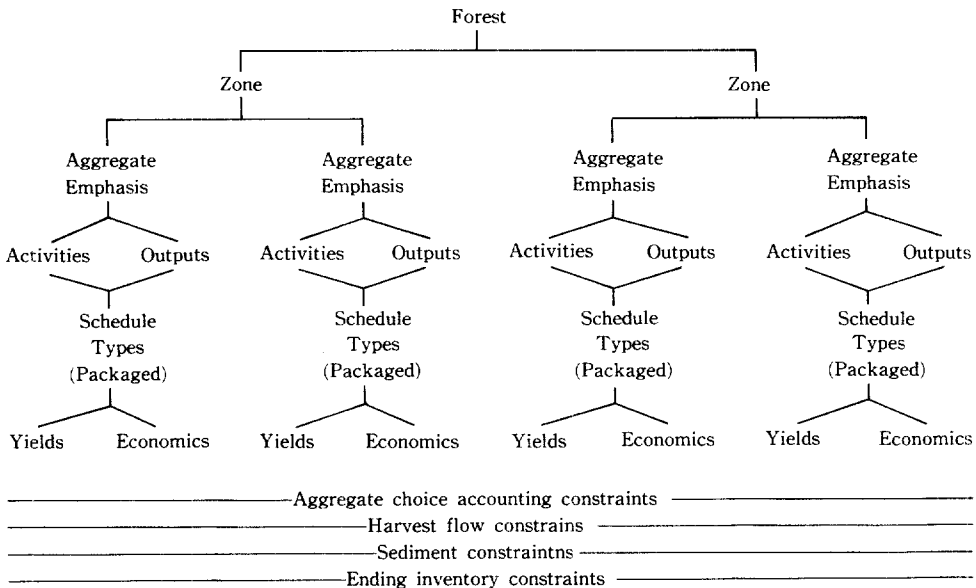 Forest
Zone Zone
Aggregate Aggregate Aggregate Aggregate
Emphasis Emphasis Emphasis Emphasis
Activities Outputs Activities Outputs Activities Outputs Activities Outputs
Schedule Schedule Schedule Schedule
Types Types Types Types
(Packaged) (Packaged) (Packaged) (Packaged)
Yields Economics Yields Economics Yields Economics Yields Economics
Aggregate choice accounting constraints
Harvest flow constrains
Sediment constraintns
Ending inventory constraints